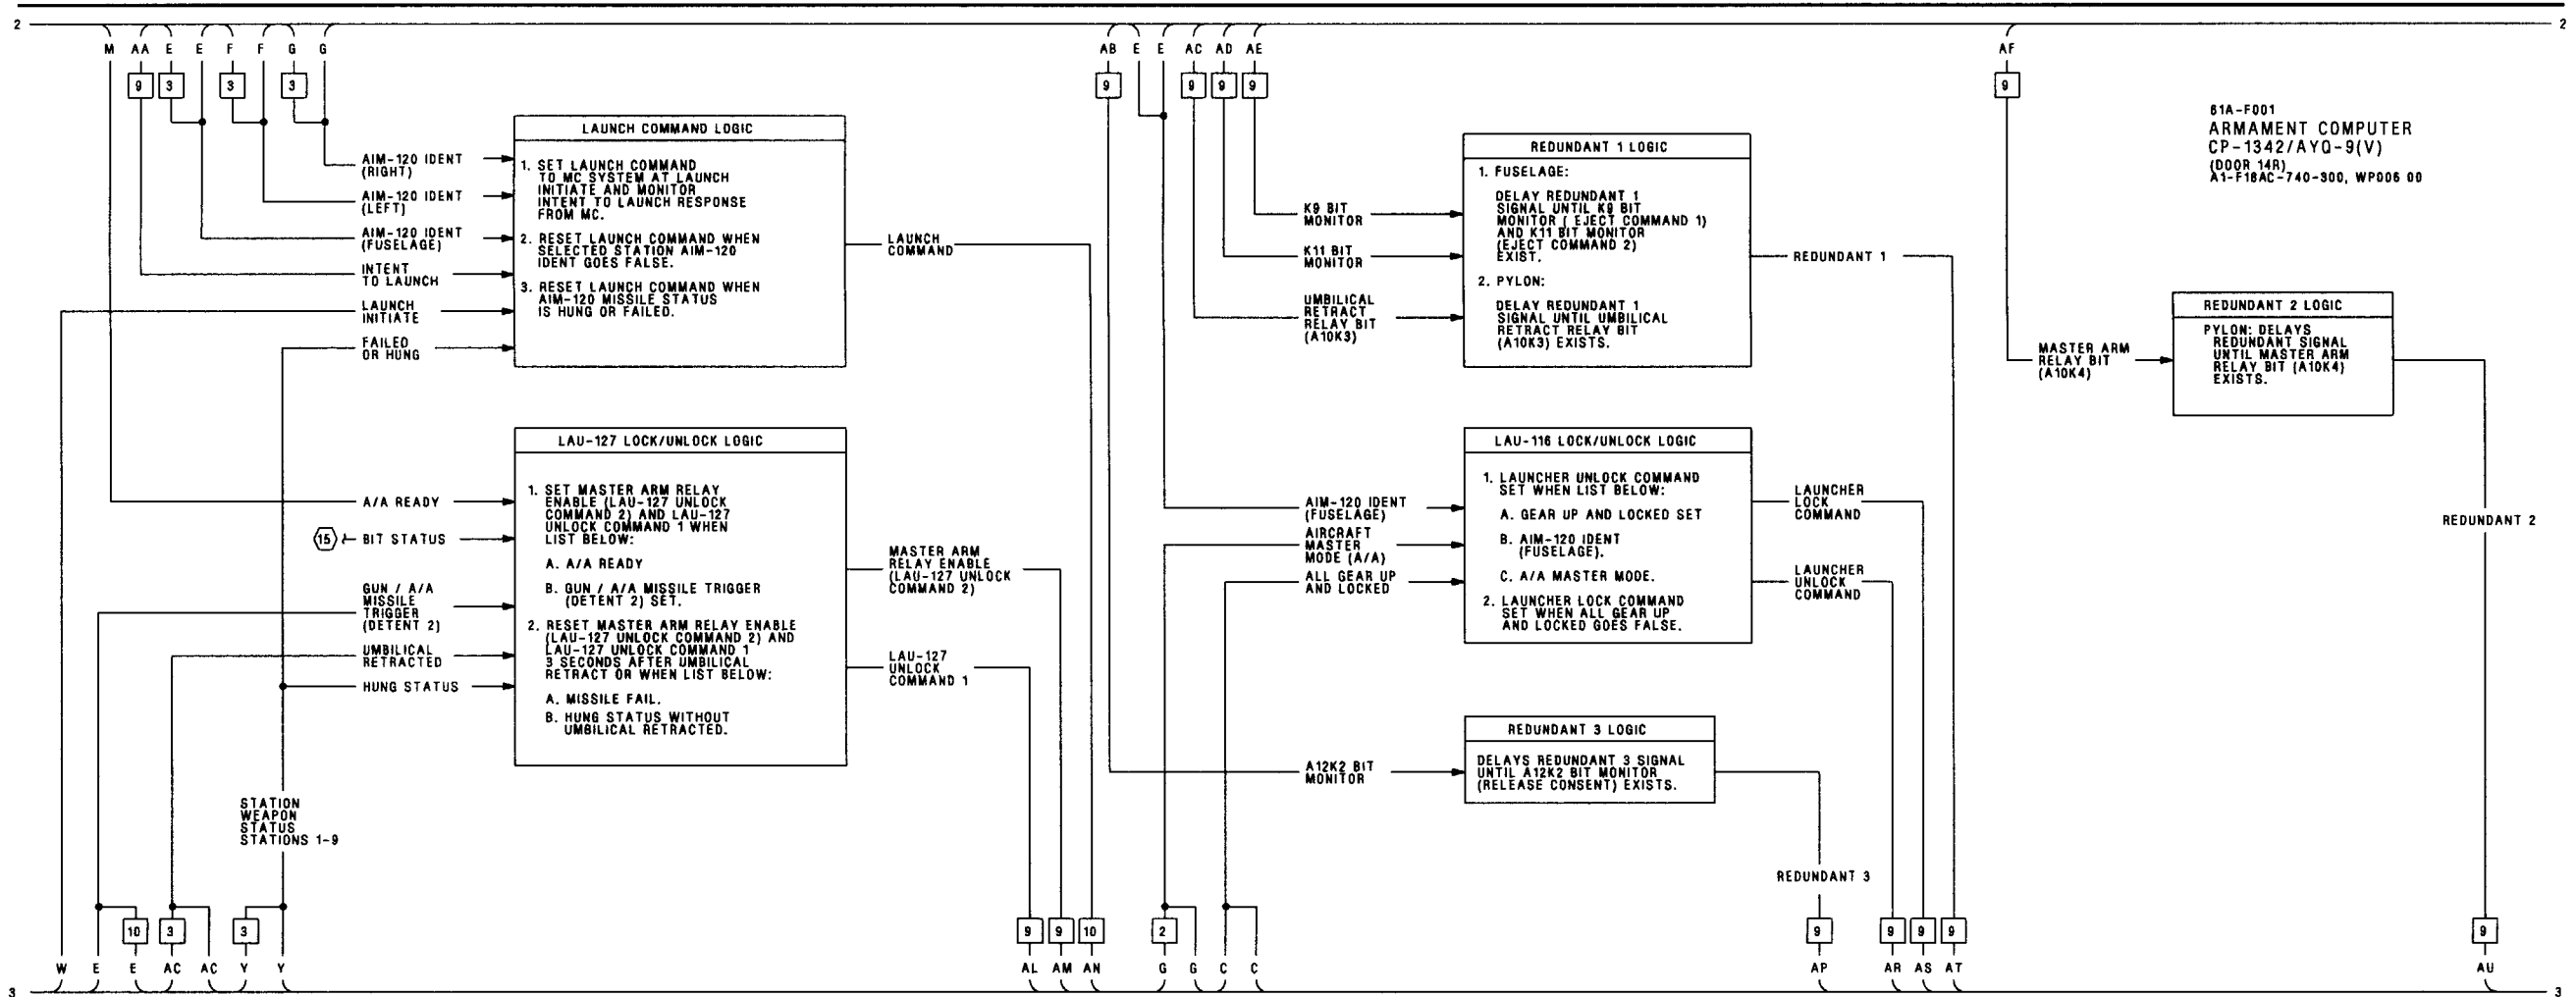 2
2
M AA E E F F G G
AB E E AC AD AE
AF
9 3 3 3
9 9 9 9
9
61A-F001
ARMAMENT COMPUTER
CP-1342/AYQ-9(V)
(DOOR 14R)
A1-F18AC-740-300, WP006 00
AIM-120 IDENT
(RIGHT)
AIM-120 IDENT
(LEFT)
AIM-120 IDENT
(FUSELAGE)
INTENT
TO LAUNCH
LAUNCH
INITIATE
FAILED
OR HUNG
LAUNCH COMMAND LOGIC
1. SET LAUNCH COMMAND
TO MC SYSTEM AT LAUNCH
INITIATE AND MONITOR
INTENT TO LAUNCH RESPONSE
FROM MC.
2. RESET LAUNCH COMMAND WHEN
SELECTED STATION AIM-120
IDENT GOES FALSE.
3. RESET LAUNCH COMMAND WHEN
AIM-120 MISSILE STATUS
IS HUNG OR FAILED.
LAUNCH
COMMAND
K9 BIT
MONITOR
K11 BIT
MONITOR
UMBILICAL
RETRACT
RELAY BIT
(A10K3)
REDUNDANT 1 LOGIC
1. FUSELAGE:
DELAY REDUNDANT 1
SIGNAL UNTIL K9 BIT
MONITOR ( EJECT COMMAND 1)
AND K11 BIT MONITOR
(EJECT COMMAND 2)
EXIST.
2. PYLON:
DELAY REDUNDANT 1
SIGNAL UNTIL UMBILICAL
RETRACT RELAY BIT
(A10K3) EXISTS.
REDUNDANT 1
MASTER ARM
RELAY BIT
(A10K4)
REDUNDANT 2 LOGIC
PYLON: DELAYS
REDUNDANT SIGNAL
UNTIL MASTER ARM
RELAY BIT (A10K4)
EXISTS.
REDUNDANT 2
A/A READY
15 BIT STATUS
GUN / A/A
MISSILE
TRIGGER
(DETENT 2)
UMBILICAL
RETRACTED
HUNG STATUS
LAU-127 LOCK/UNLOCK LOGIC
1. SET MASTER ARM RELAY
ENABLE (LAU-127 UNLOCK
COMMAND 2) AND LAU-127
UNLOCK COMMAND 1 WHEN
LIST BELOW:
A. A/A READY
B. GUN / A/A MISSILE TRIGGER
(DETENT 2) SET.
2. RESET MASTER ARM RELAY ENABLE
(LAU-127 UNLOCK COMMAND 2) AND
LAU-127 UNLOCK COMMAND 1
3 SECONDS AFTER UMBILICAL
RETRACT OR WHEN LIST BELOW:
A. MISSILE FAIL.
B. HUNG STATUS WITHOUT
UMBILICAL RETRACTED.
MASTER ARM
RELAY ENABLE
(LAU-127 UNLOCK
COMMAND 2)
LAU-127
UNLOCK
COMMAND 1
AIM-120 IDENT
(FUSELAGE)
AIRCRAFT
MASTER
MODE (A/A)
ALL GEAR UP
AND LOCKED
LAU-116 LOCK/UNLOCK LOGIC
1. LAUNCHER UNLOCK COMMAND
SET WHEN LIST BELOW:
A. GEAR UP AND LOCKED SET
B. AIM-120 IDENT
(FUSELAGE).
C. A/A MASTER MODE.
2. LAUNCHER LOCK COMMAND
SET WHEN ALL GEAR UP
AND LOCKED GOES FALSE.
LAUNCHER
LOCK
COMMAND
LAUNCHER
UNLOCK
COMMAND
A12K2 BIT
MONITOR
REDUNDANT 3 LOGIC
DELAYS REDUNDANT 3 SIGNAL
UNTIL A12K2 BIT MONITOR
(RELEASE CONSENT) EXISTS.
REDUNDANT 3
STATION
WEAPON
STATUS
STATIONS 1-9
10 3 3
9 9 10
2
9 9 9 9
9
W E E AC AC Y Y
AL AM AN
G G C C
AP AR AS AT
AU
3
3